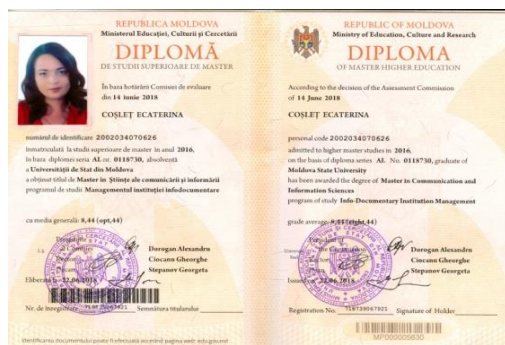 REPUBLICA MOLDOVA
Ministerul Educației, Culturii și Cercetării
DIPLOMĂ
DE STUDII SUPERIOARE DE MASTER
În baza hotărârii Comisiei de evaluare
din 14 iunie 2018
COȘLEȚ ECATERINA
numărul de identificare 2002034070626
înmatriculată la studii superioare de master în anul 2016,
în baza diplomei seria AL nr. 0118730, absolventă
a Universității de Stat din Moldova
a obținut titlul de Master în Științe ale comunicării și informării
programul de studii Managementul instituției infodocumentare
cu media generală: 8,44 (opt,44)
Dorogan Alexandru
Ciocanu Gheorghe
Stepanov Georgeta
22.06.2018
Nr. de înregistrare
Semnătura titularului
REPUBLIC OF MOLDOVA
Ministry of Education, Culture and Research
DIPLOMA
OF MASTER HIGHER EDUCATION
According to the decision of the Assessment Commission
of 14 June 2018
COȘLEȚ ECATERINA
personal code 2002034070626
admitted to higher master studies in 2016,
on the basis of diploma series AL No. 0118730, graduate of
Moldova State University
has been awarded the degree of Master in Communication and
Information Sciences
program of study Info-Documentary Institution Management
grade average 8,44 (eight,44)
Dorogan Alexandru
Ciocanu Gheorghe
Stepanov Georgeta
Issued on 22.06.2018
Registration No. 718739067921 Signature of Holder
MP000005630